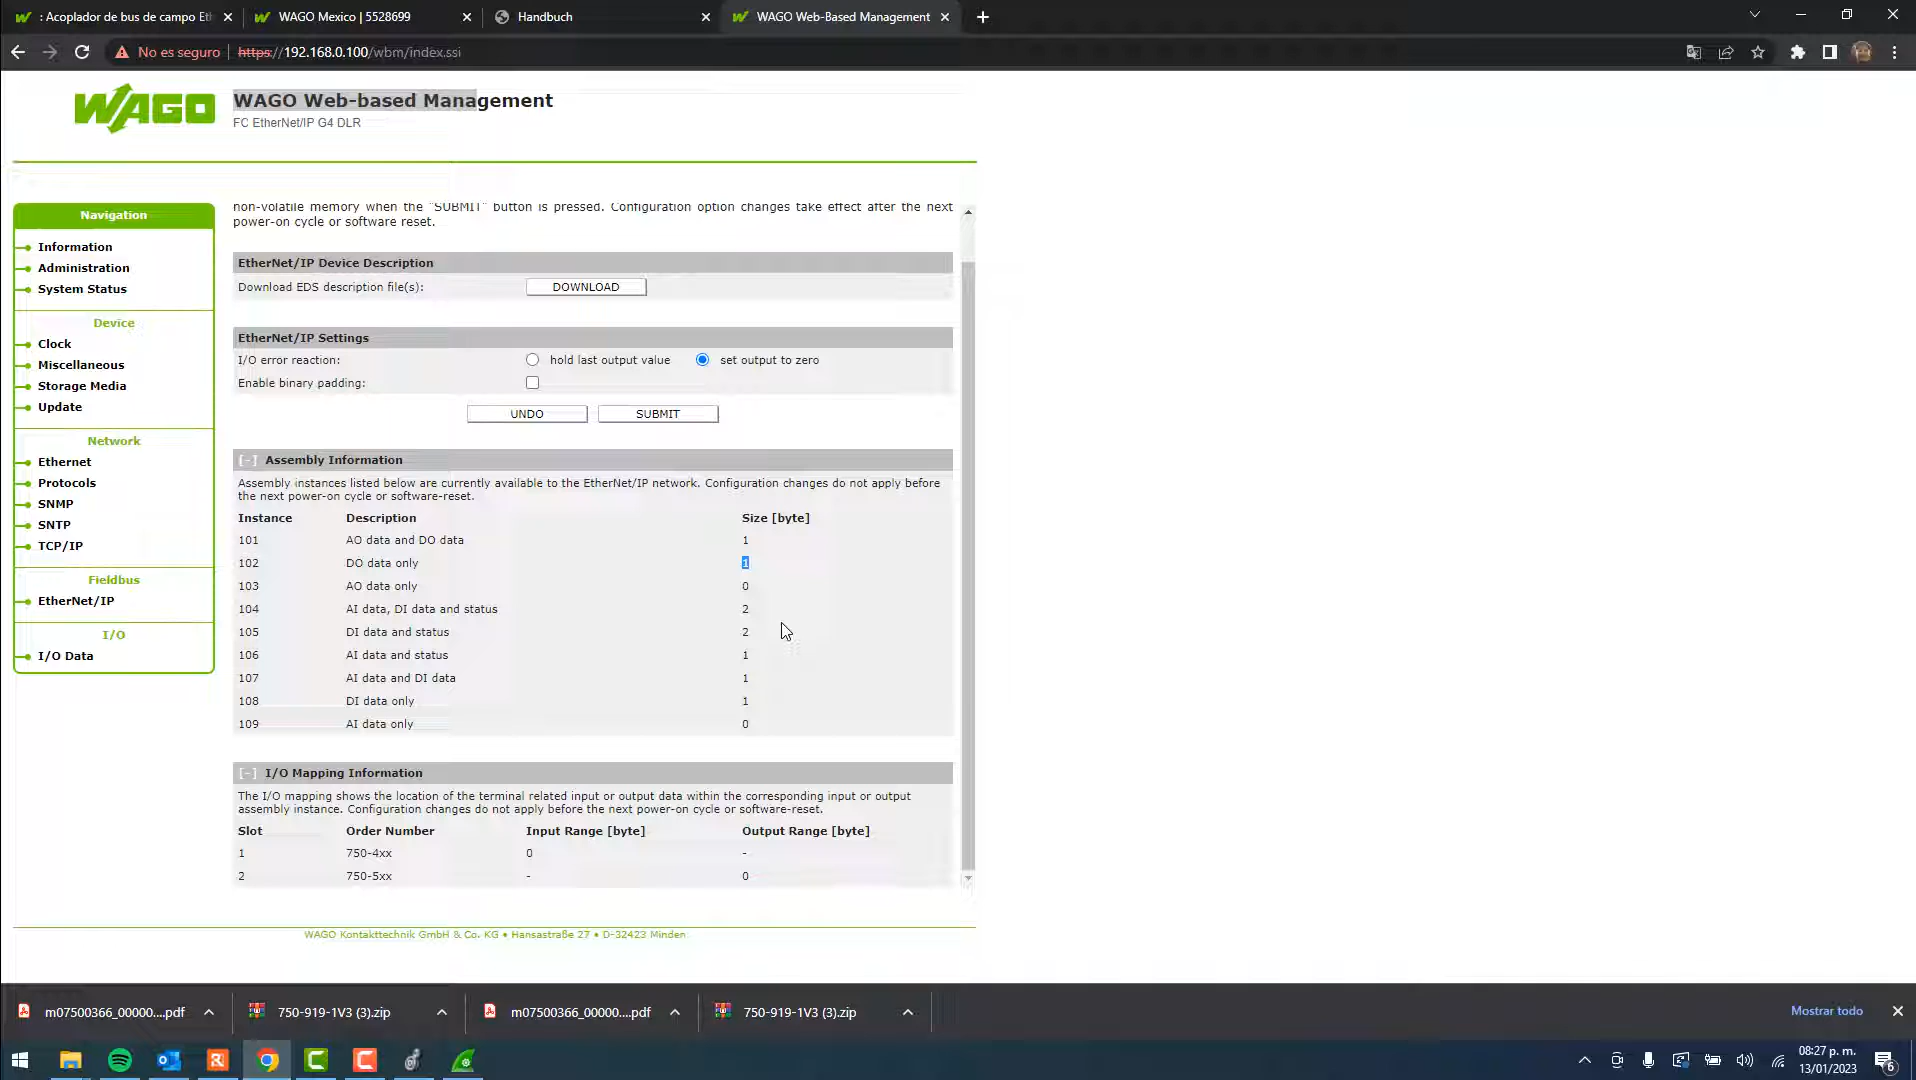 : Acoplador de bus de campo Et
WAGO Mexico | 5528699
Handbuch
WAGO Web-Based Management
No es seguro
https://192.168.0.100/wbm/index.ssi
WAGO
WAGO Web-based Management
FC EtherNet/IP G4 DLR
Navigation
Information
Administration
System Status
Device
Clock
Miscellaneous
Storage Media
Update
Network
Ethernet
Protocols
SNMP
SNTP
TCP/IP
Fieldbus
EtherNet/IP
I/O
I/O Data
non-volatile memory when the "SUBMIT" button is pressed. Configuration option changes take effect after the next
power-on cycle or software reset.
EtherNet/IP Device Description
Download EDS description file(s): DOWNLOAD
EtherNet/IP Settings
I/O error reaction: hold last output value set output to zero
Enable binary padding:
UNDO SUBMIT
[-] Assembly Information
Assembly instances listed below are currently available to the EtherNet/IP network. Configuration changes do not apply before
the next power-on cycle or software-reset.
Instance Description Size [byte]
101 AO data and DO data 1
102 DO data only 1
103 AO data only 0
104 AI data, DI data and status 2
105 DI data and status 2
106 AI data and status 1
107 AI data and DI data 1
108 DI data only 1
109 AI data only 0
[-] I/O Mapping Information
The I/O mapping shows the location of the terminal related input or output data within the corresponding input or output
assembly instance. Configuration changes do not apply before the next power-on cycle or software-reset.
Slot Order Number Input Range [byte] Output Range [byte]
1 750-4xx 0 -
2 750-5xx - 0
WAGO Kontakttechnik GmbH & Co. KG • Hansastraße 27 • D-32423 Minden
m07500366_00000....pdf
750-919-1V3 (3).zip
m07500366_00000....pdf
750-919-1V3 (3).zip
Mostrar todo
08:27 p. m.
13/01/2023
6